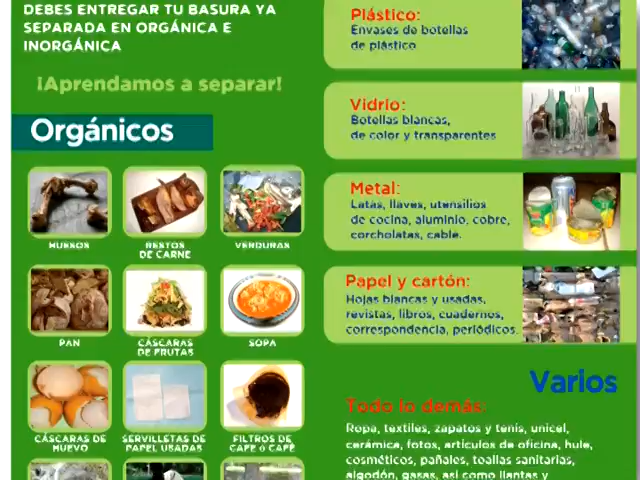 DEBES ENTREGAR TU BASURA YA
SEPARADA EN ORGÁNICA E
INORGÁNICA
¡Aprendamos a separar!
Orgánicos
HUESOS
RESTOS
DE CARNE
VERDURAS
PAN
CÁSCARAS
DE FRUTAS
SOPA
CÁSCARAS DE
HUEVO
SERVILLETAS DE
PAPEL USADAS
FILTROS DE
CAFE ó CAFÉ
Plástico:
Envases de botellas
de plástico
Vidrio:
Botellas blancas,
de color y transparentes
Metal:
Latas, llaves, utensilios
de cocina, aluminio, cobre,
corcholatas, cable.
Papel y cartón:
Hojas blancas y usadas,
revistas, libros, cuadernos,
correspondencia, periódicos.
Varios
Todo lo demás:
Ropa, textiles, zapatos y tenis, unicel,
cerámica, fotos, artículos de oficina, hule,
cosméticos, pañales, toallas sanitarias,
algodón, gasas, así como llantas y